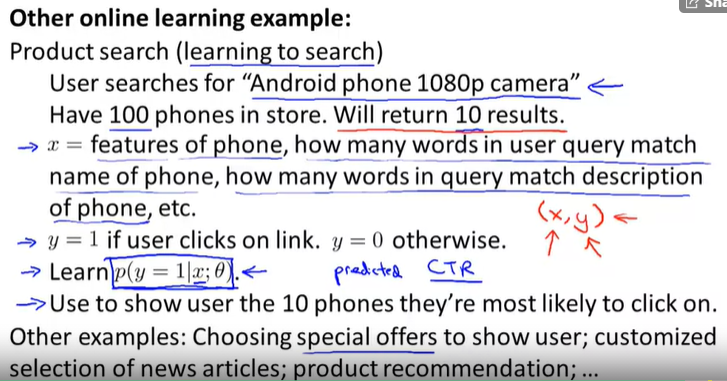 Sha
Other online learning example:
Product search (learning to search)
User searches for “Android phone 1080p camera”
Have 100 phones in store. Will return 10 results.
x = features of phone, how many words in user query match
name of phone, how many words in query match description
of phone, etc.
(x,y)
y = 1 if user clicks on link. y = 0 otherwise.
Learn p(y = 1|x; θ). predicted CTR
Use to show user the 10 phones they’re most likely to click on.
Other examples: Choosing special offers to show user; customized
selection of news articles; product recommendation; ...